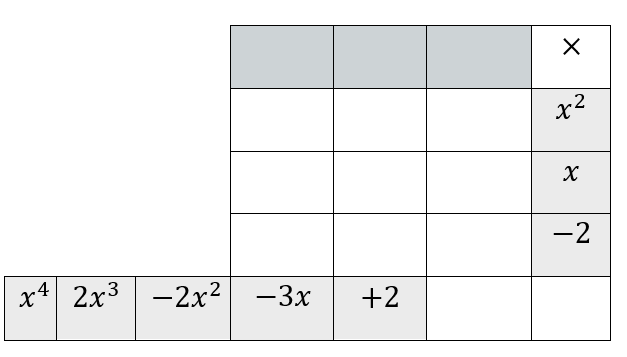 ×
x²
x
−2
x⁴ 2x³ −2x² −3x +2